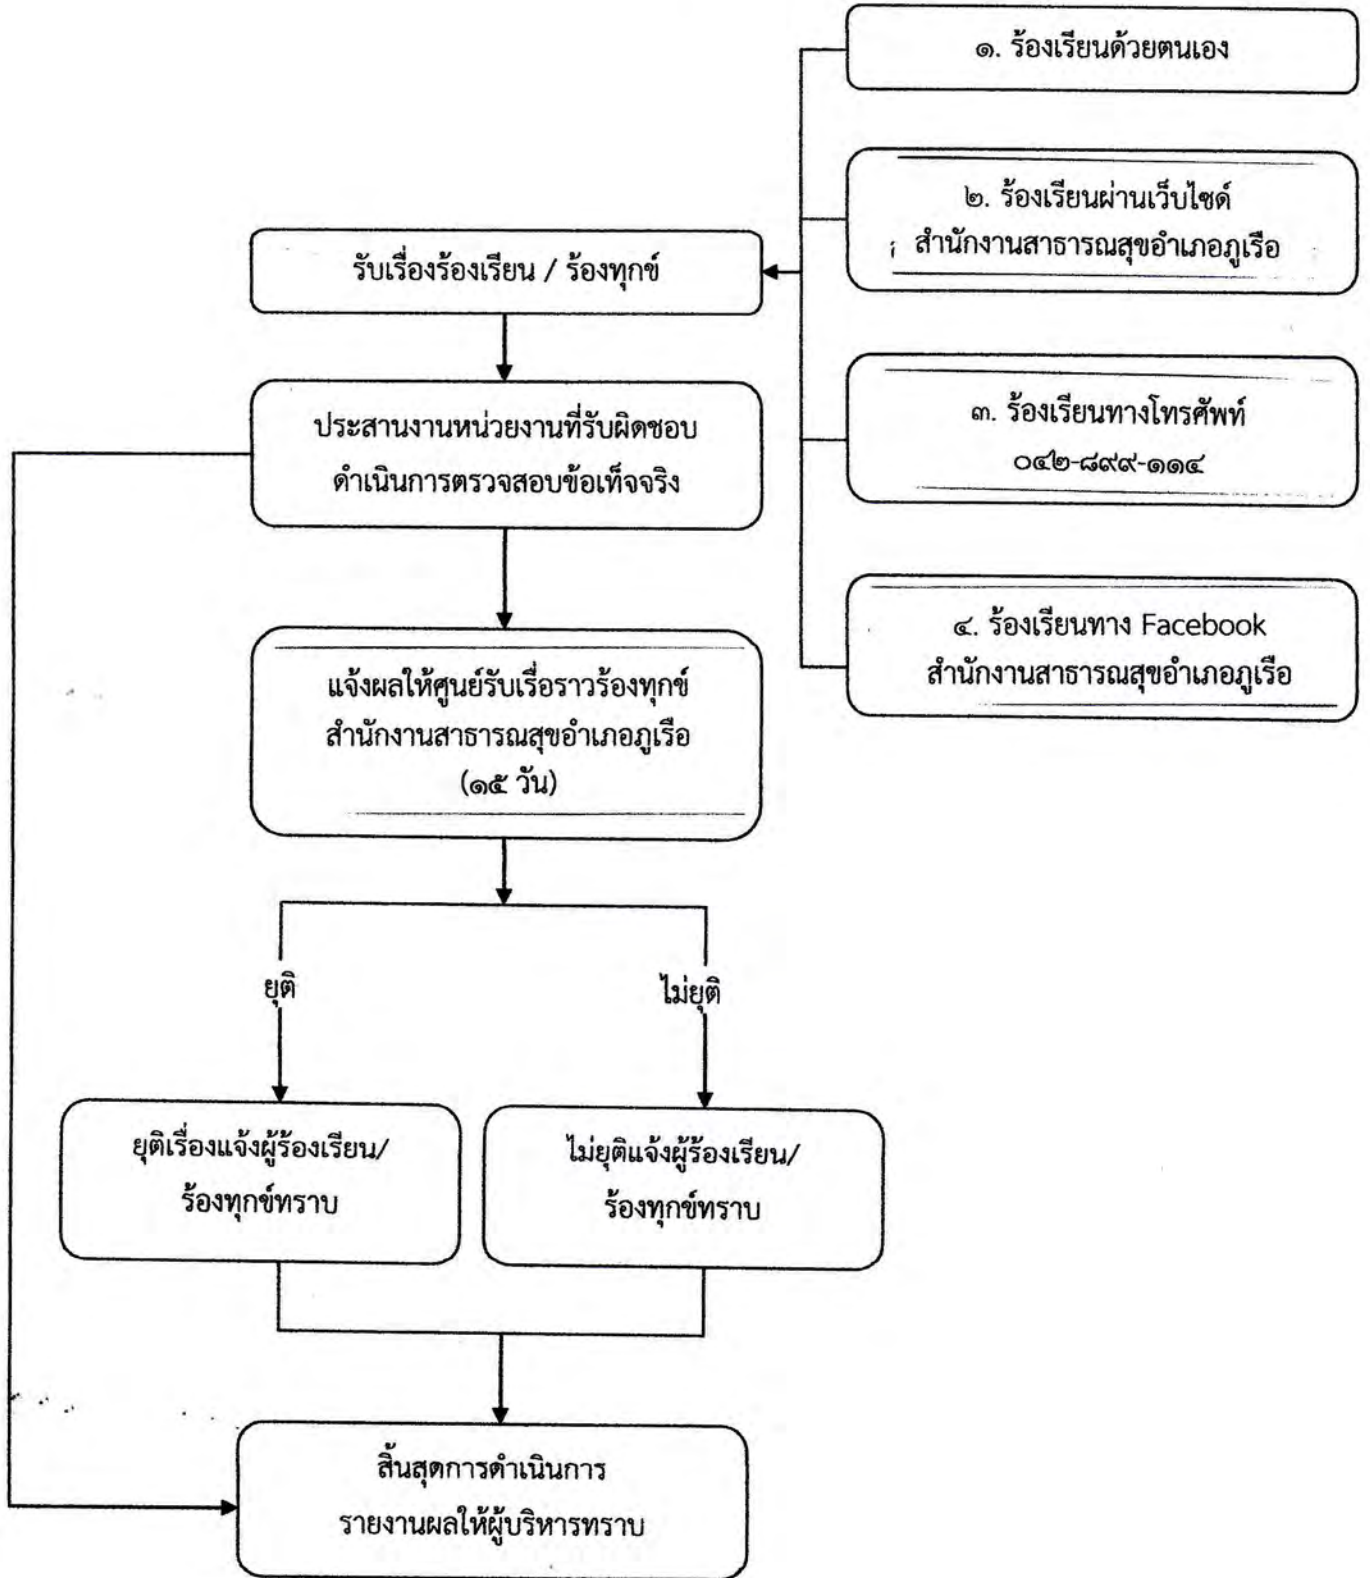 ๑. ร้องเรียนด้วยตนเอง
๒. ร้องเรียนผ่านเว็บไซด์
สำนักงานสาธารณสุขอำเภอภูเรือ
รับเรื่องร้องเรียน / ร้องทุกข์
๓. ร้องเรียนทางโทรศัพท์
๐๔๒-๘๙๙-๑๑๔
ประสานงานหน่วยงานที่รับผิดชอบ
ดำเนินการตรวจสอบข้อเท็จจริง
๔. ร้องเรียนทาง Facebook
สำนักงานสาธารณสุขอำเภอภูเรือ
แจ้งผลให้ศูนย์รับเรื่อราวร้องทุกข์
สำนักงานสาธารณสุขอำเภอภูเรือ
(๑๕ วัน)
ยุติ
ไม่ยุติ
ยุติเรื่องแจ้งผู้ร้องเรียน/
ร้องทุกข์ทราบ
ไม่ยุติแจ้งผู้ร้องเรียน/
ร้องทุกข์ทราบ
สิ้นสุดการดำเนินการ
รายงานผลให้ผู้บริหารทราบ